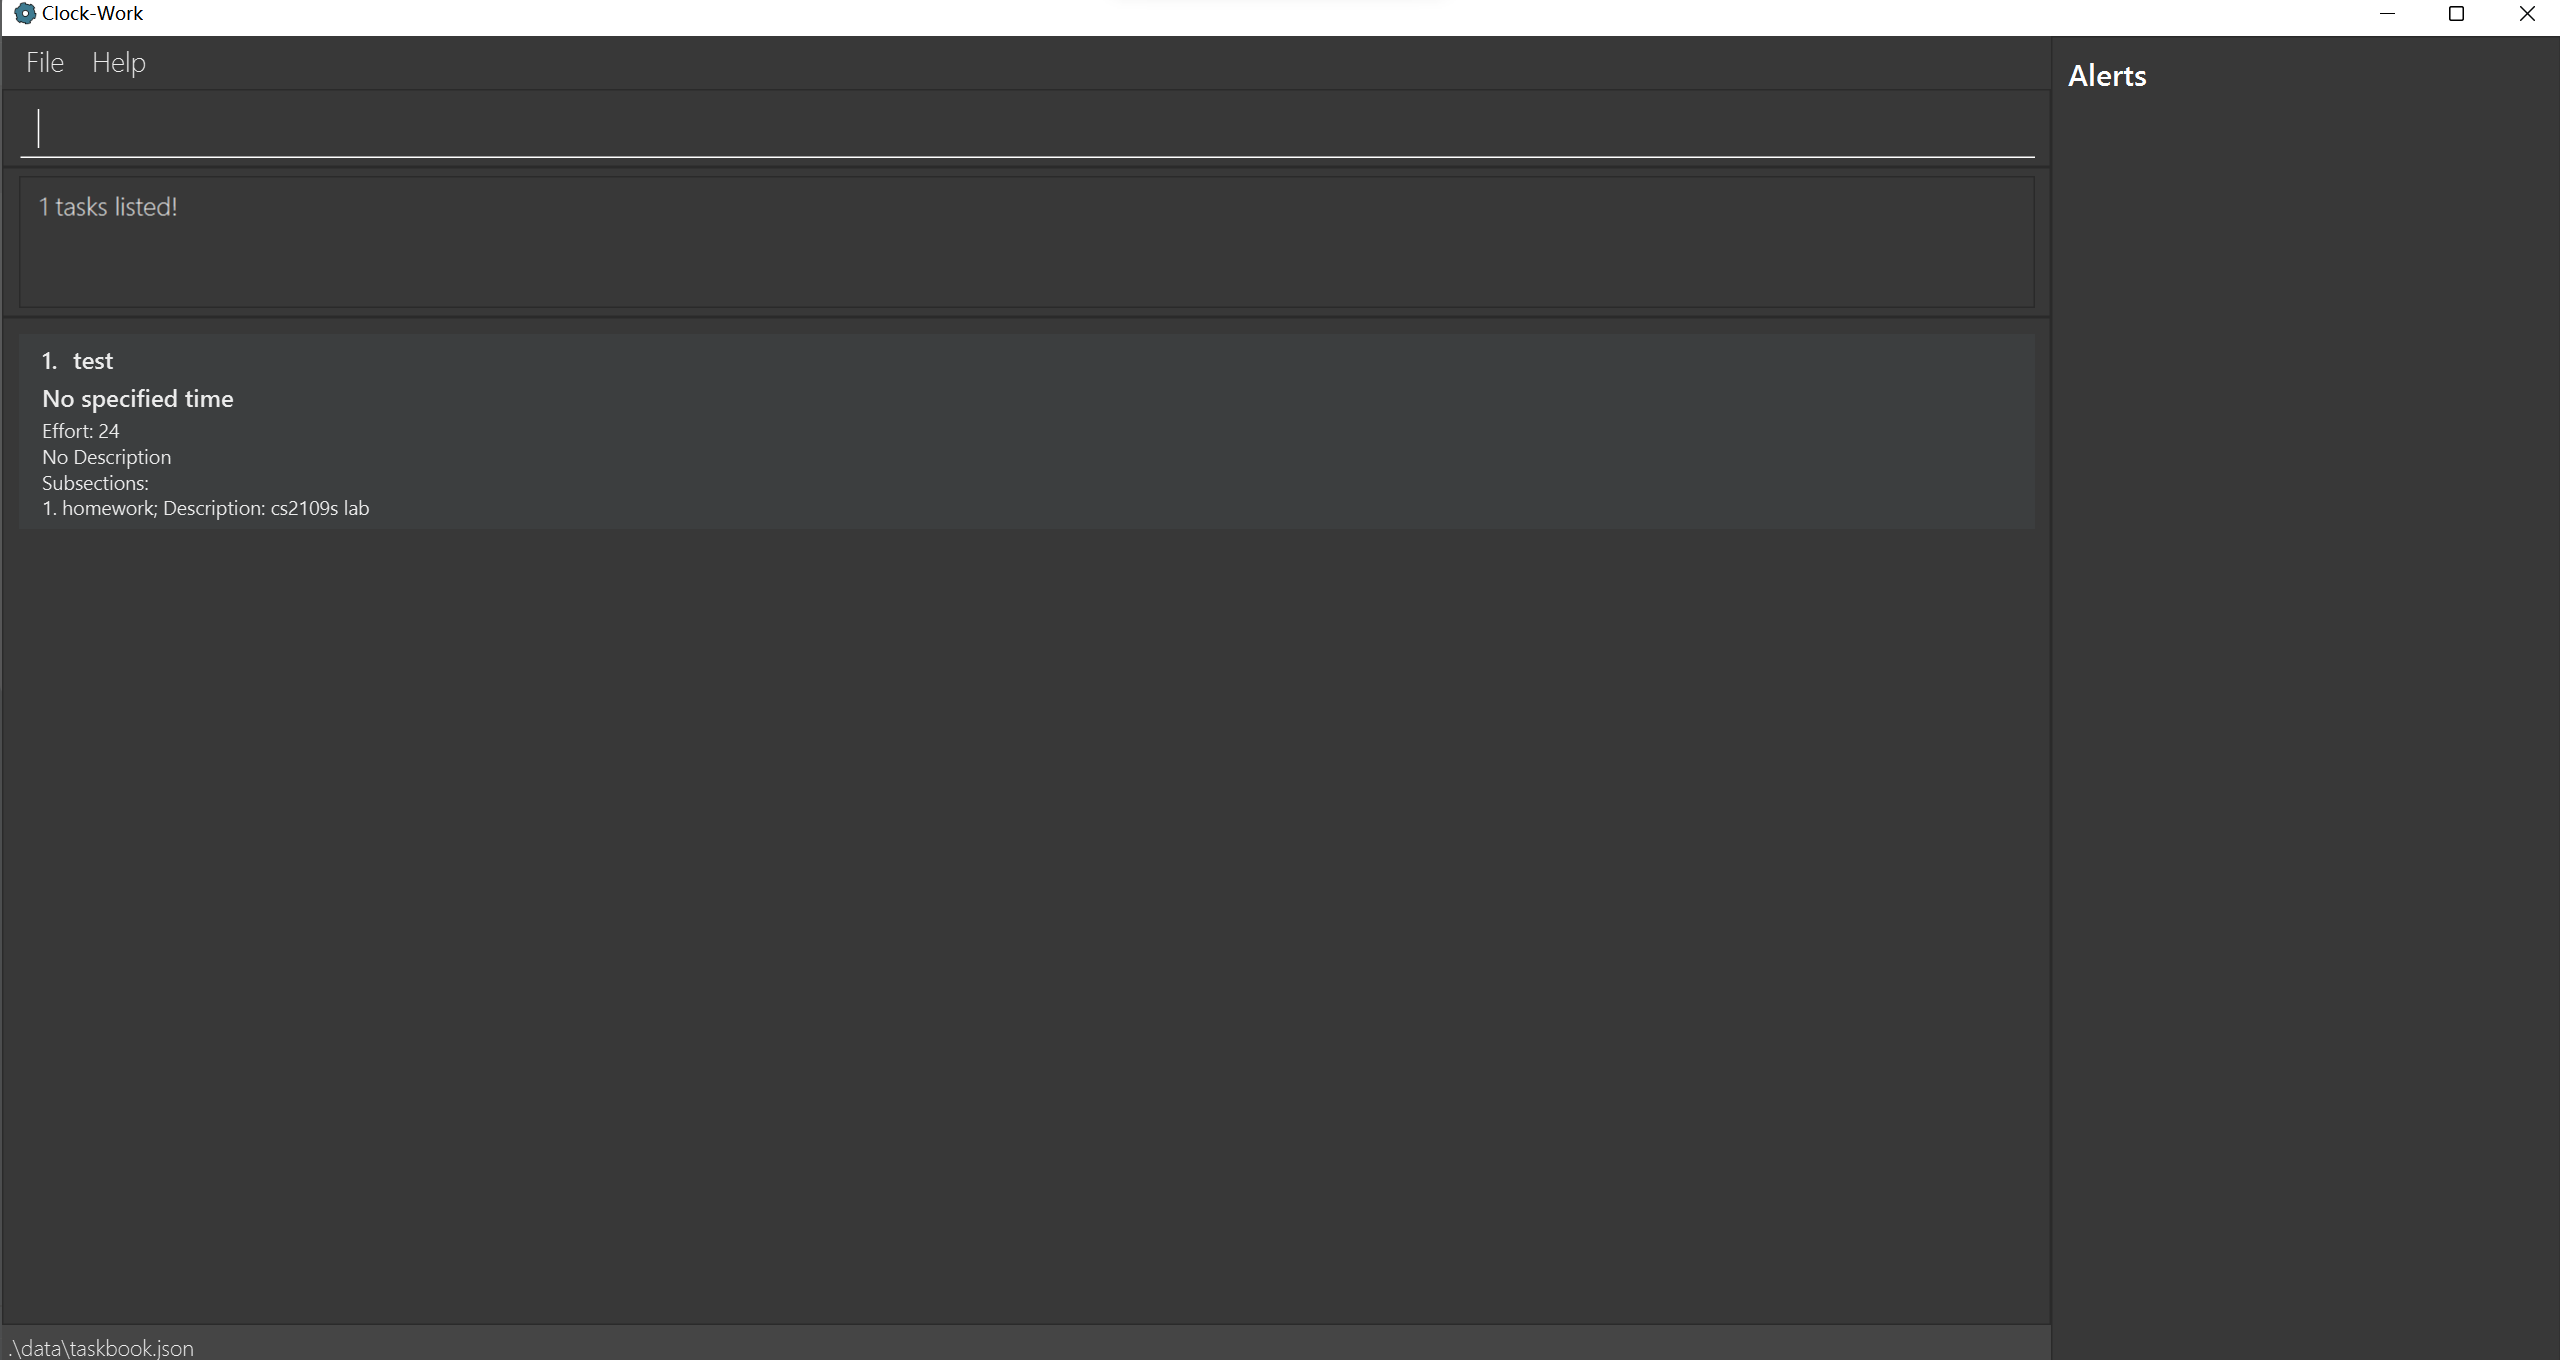 Clock-Work
File Help
Alerts
1 tasks listed!
1. test
No specified time
Effort: 24
No Description
Subsections:
1. homework; Description: cs2109s lab
.\data\taskbook.json